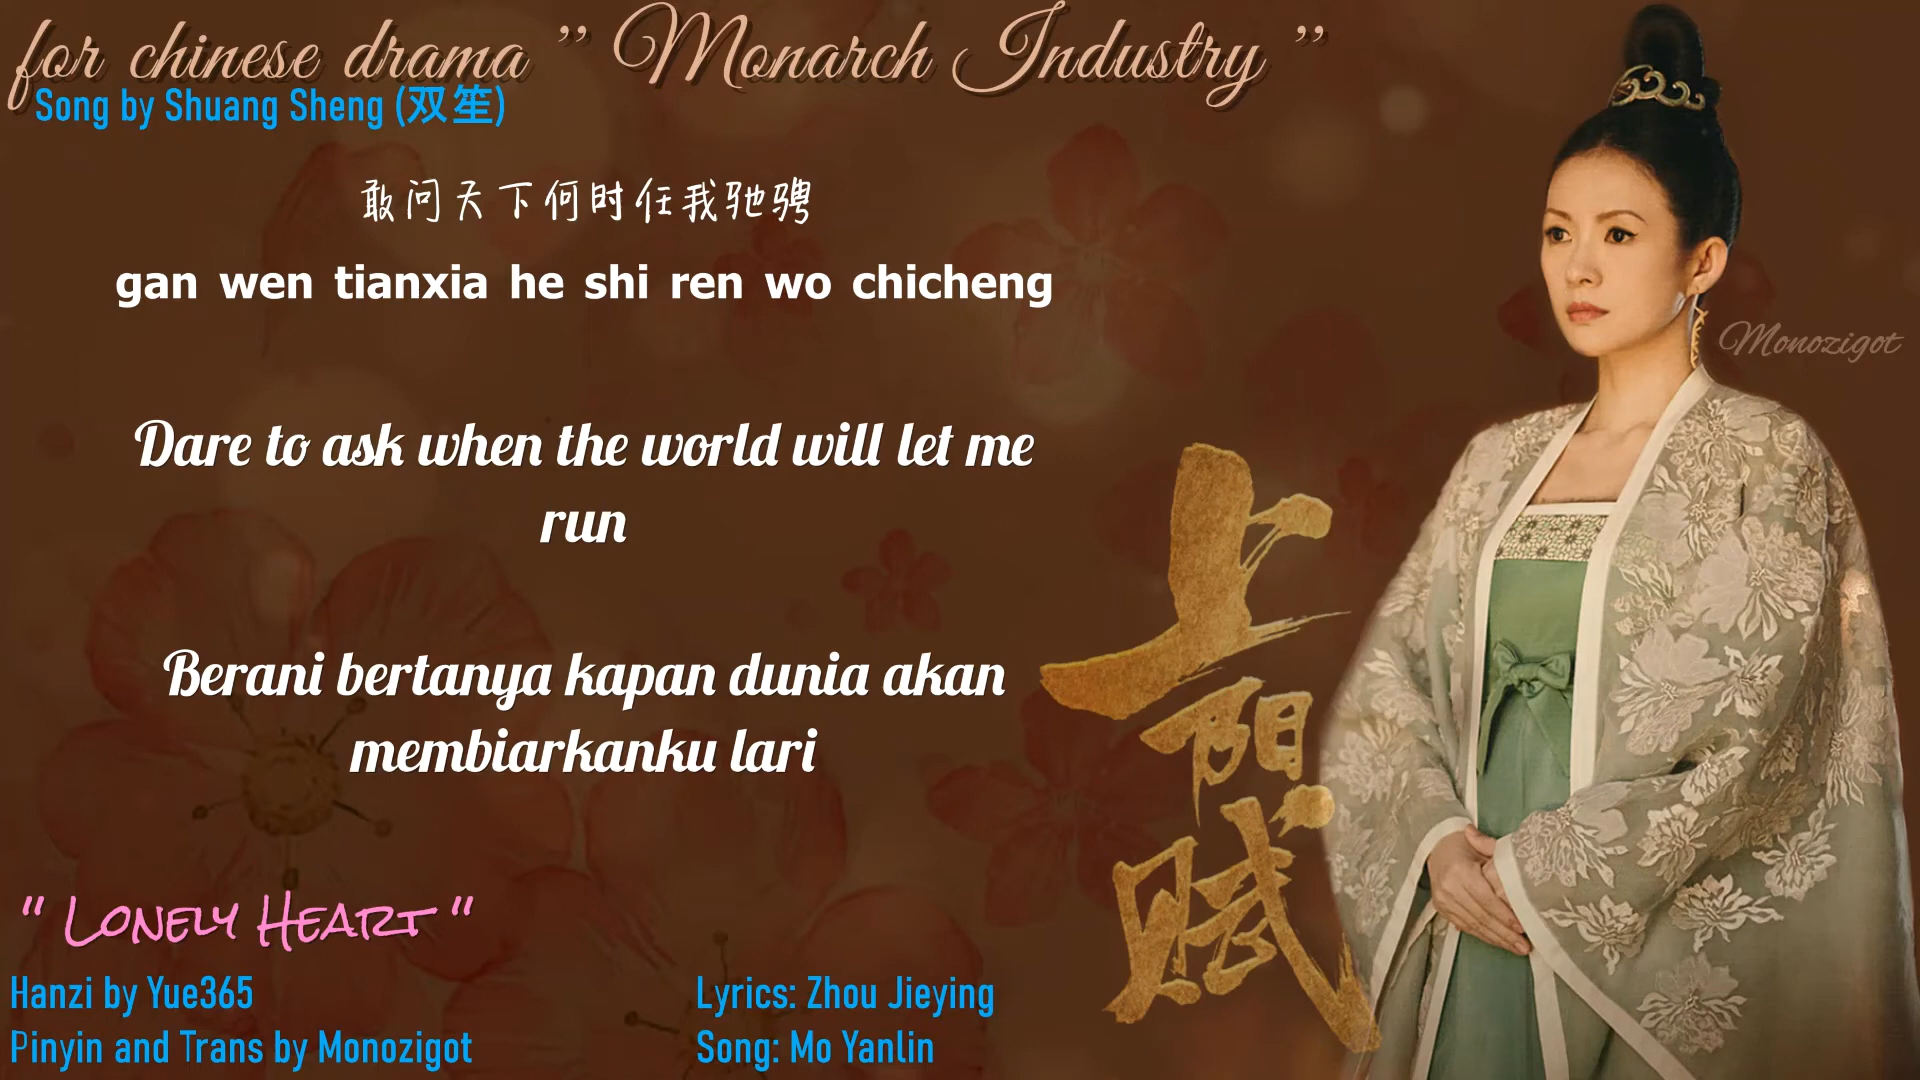 for chinese drama " Monarch Industry "
Song by Shuang Sheng (双笙)
敢问天下何时任我驰骋
gan wen tianxia he shi ren wo chicheng
Dare to ask when the world will let me
run
Berani bertanya kapan dunia akan
membiarkanku lari
Monozigot
上
阳
赋
" Lonely Heart "
Hanzi by Yue365
Pinyin and Trans by Monozigot
Lyrics: Zhou Jieying
Song: Mo Yanlin